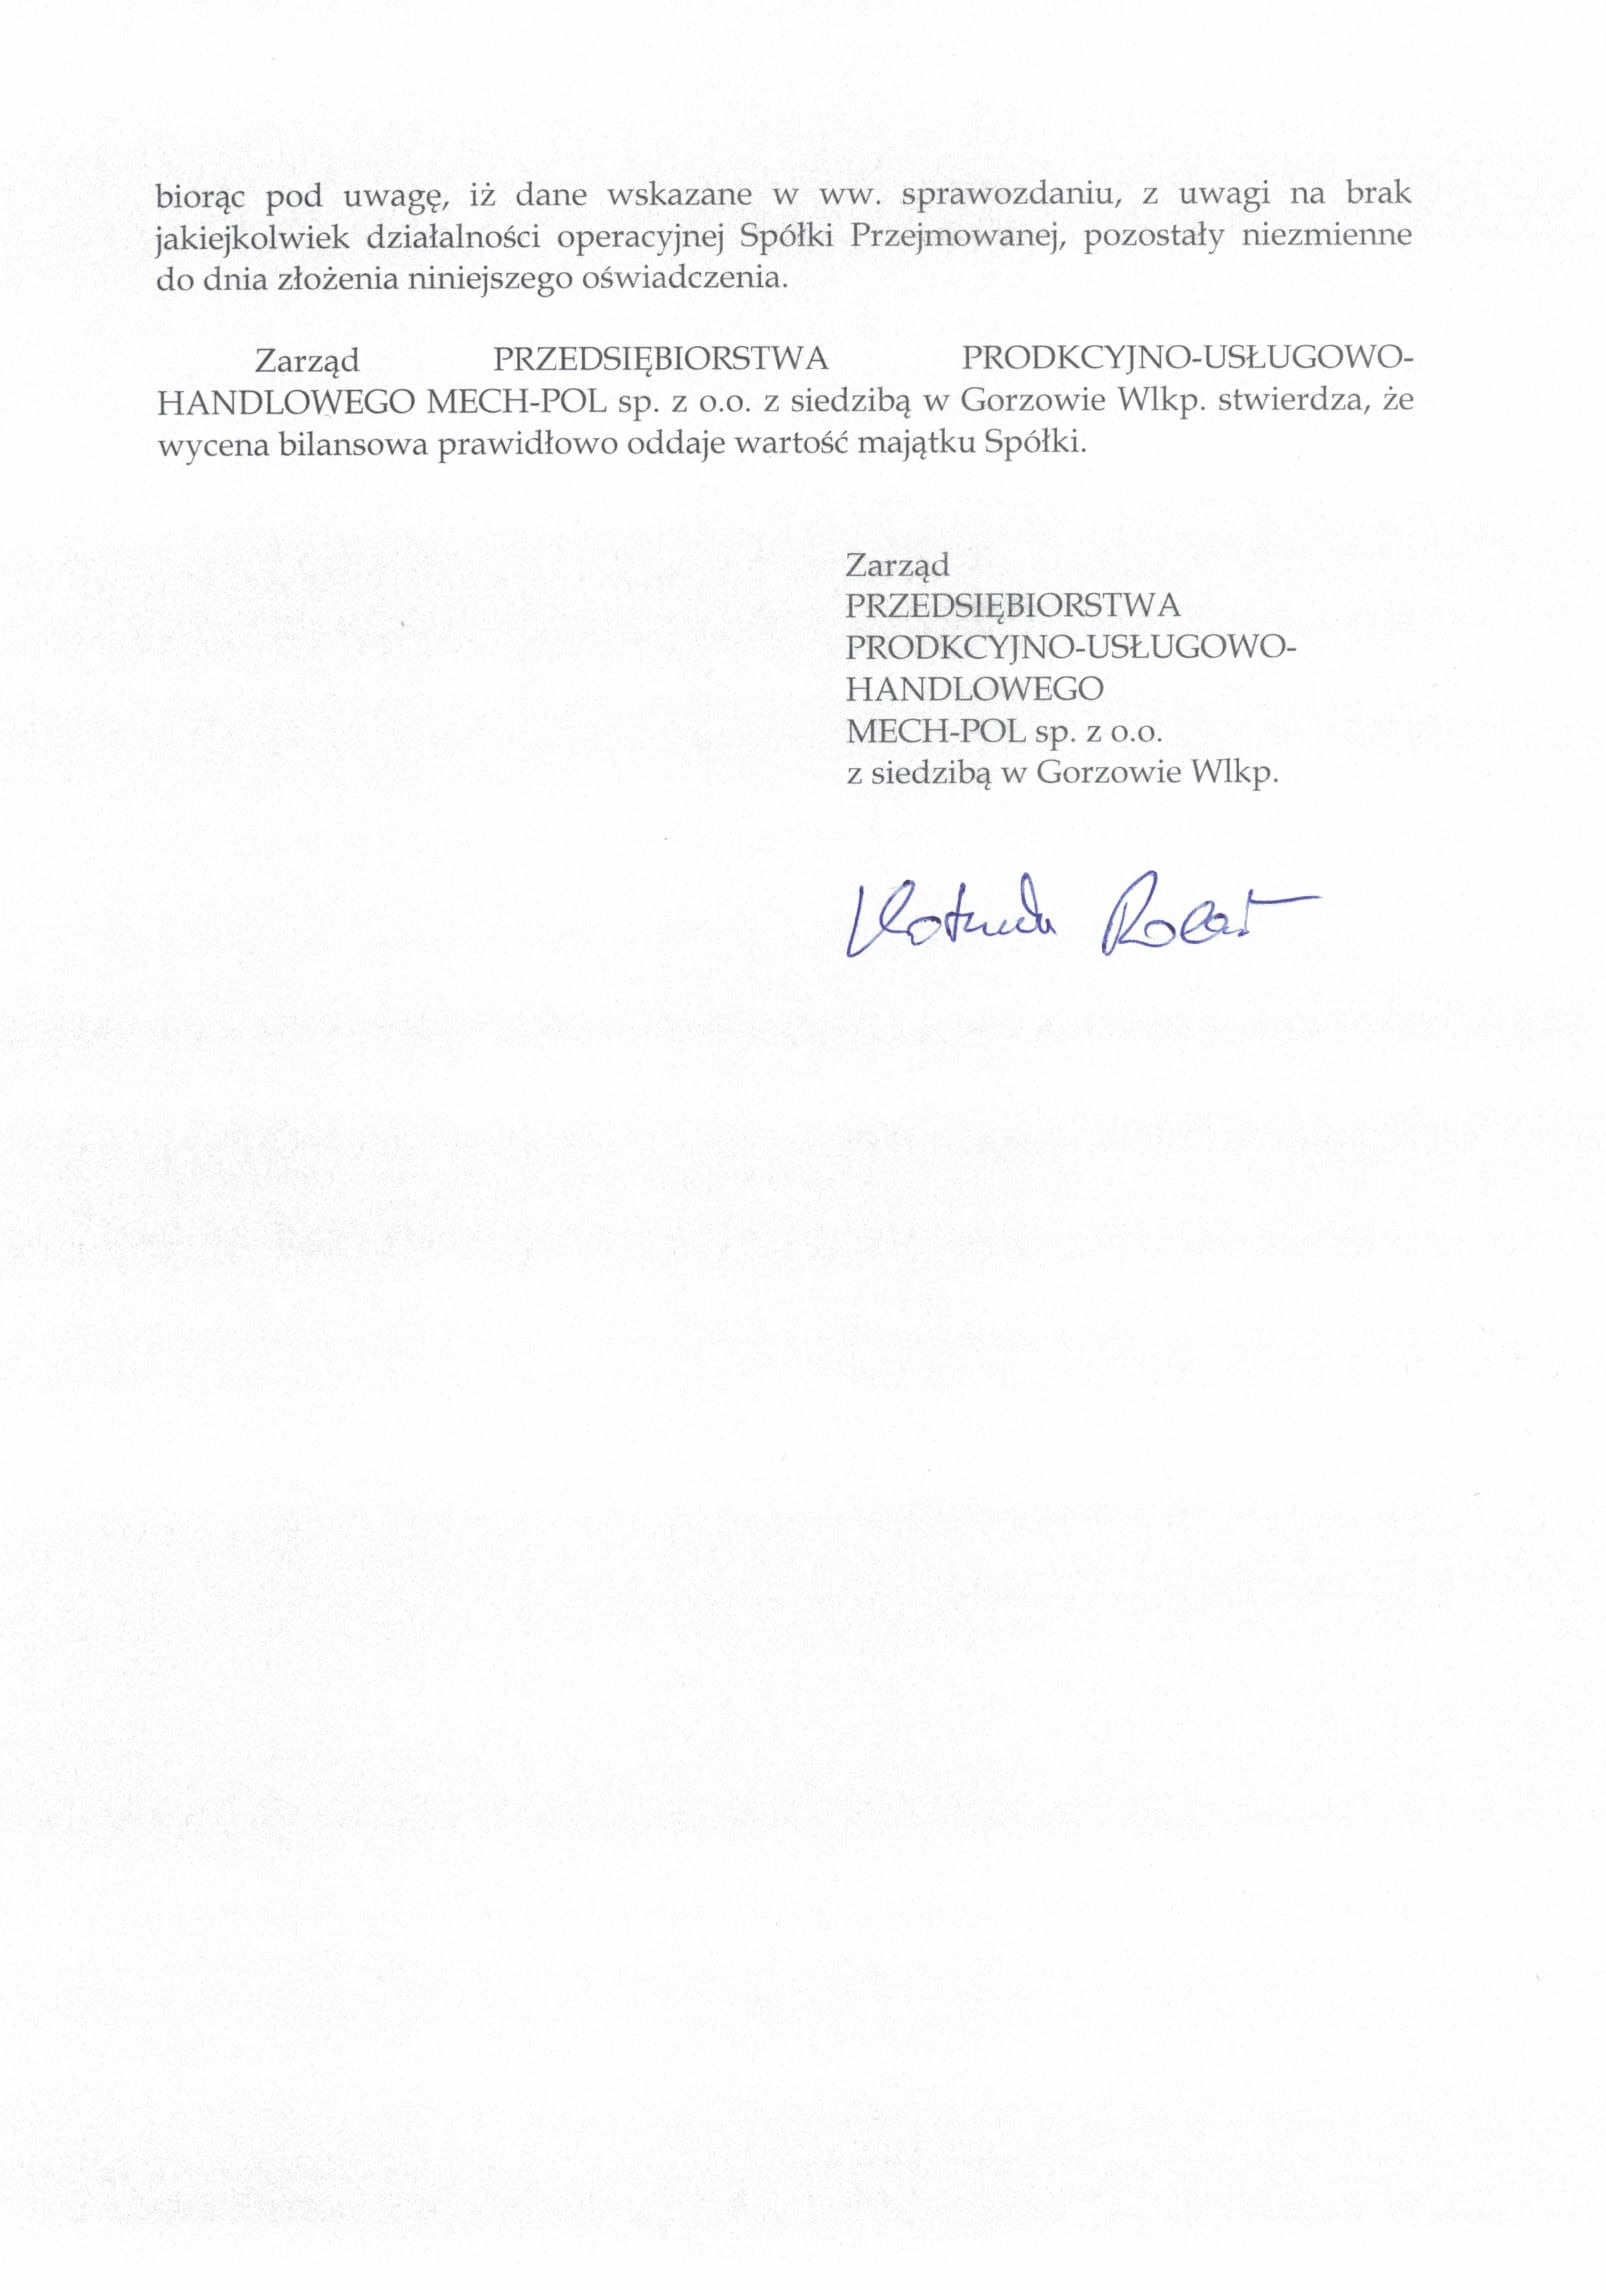 biorąc pod uwagę, iż dane wskazane w ww. sprawozdaniu, z uwagi na brak
jakiejkolwiek działalności operacyjnej Spółki Przejmowanej, pozostały niezmienne
do dnia złożenia niniejszego oświadczenia.
Zarząd PRZEDSIĘBIORSTWA PRODKCYJNO-USŁUGOWO-
HANDLOWEGO MECH-POL sp. z o.o. z siedzibą w Gorzowie Wlkp. stwierdza, że
wycena bilansowa prawidłowo oddaje wartość majątku Spółki.
Zarząd
PRZEDSIĘBIORSTWA
PRODKCYJNO-USŁUGOWO-
HANDLOWEGO
MECH-POL sp. z o.o.
z siedzibą w Gorzowie Wlkp.